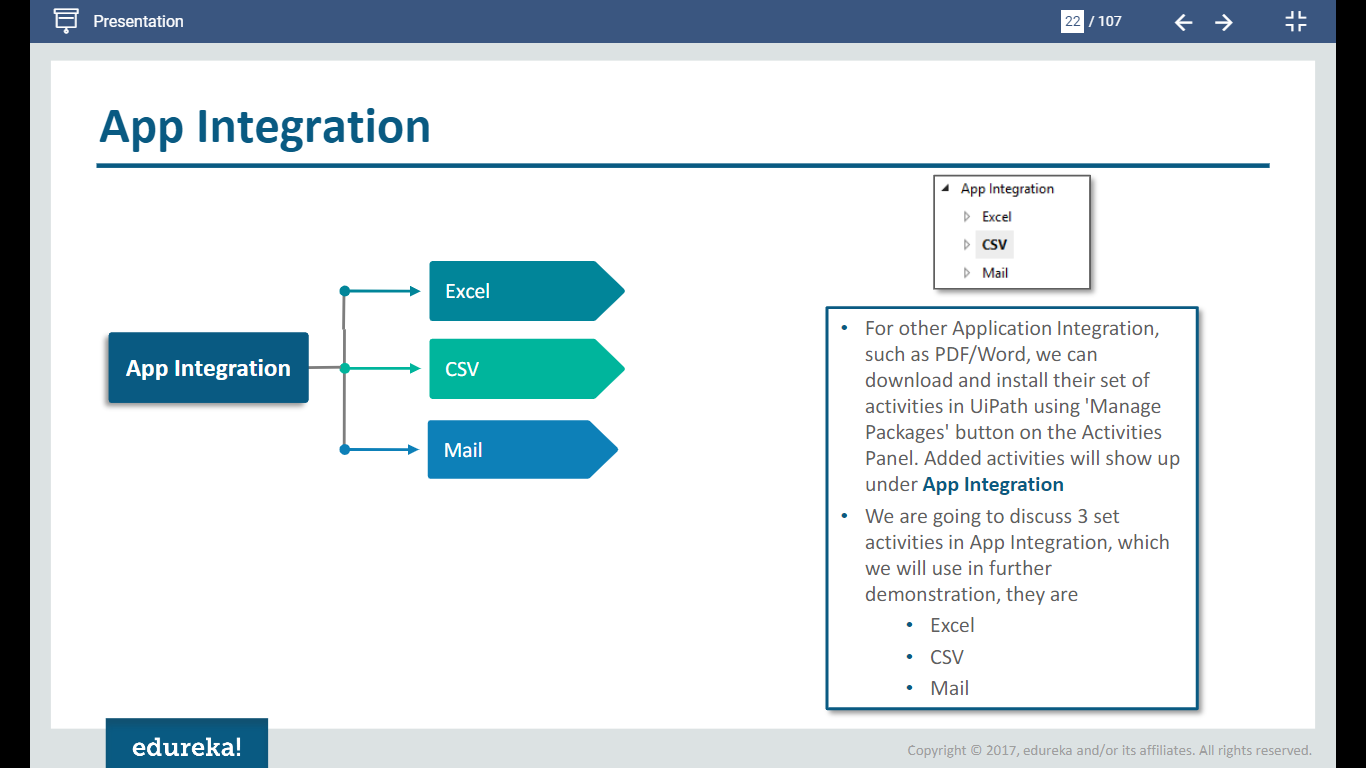 Presentation
22 / 107
App Integration
App Integration
Excel
CSV
Mail
App Integration
Excel
CSV
Mail
• For other Application Integration,
such as PDF/Word, we can
download and install their set of
activities in UiPath using 'Manage
Packages' button on the Activities
Panel. Added activities will show up
under App Integration
• We are going to discuss 3 set
activities in App Integration, which
we will use in further
demonstration, they are
• Excel
• CSV
• Mail
edureka!
Copyright © 2017, edureka and/or its affiliates. All rights reserved.